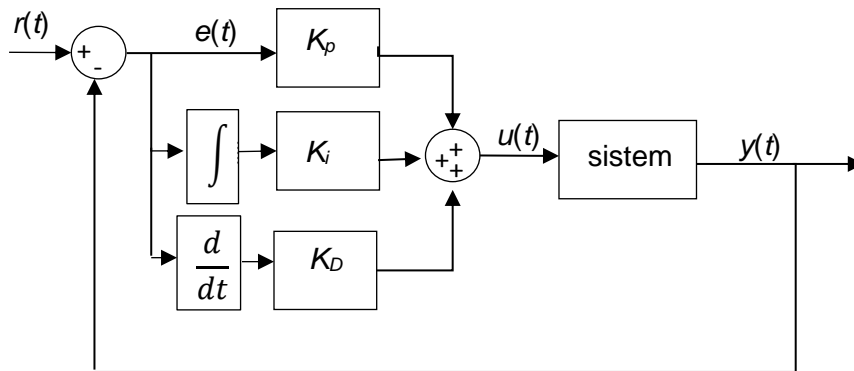 r(t)
+
-
e(t)
Kp
∫
Ki
d
dt
KD
+
+
+
u(t)
sistem
y(t)